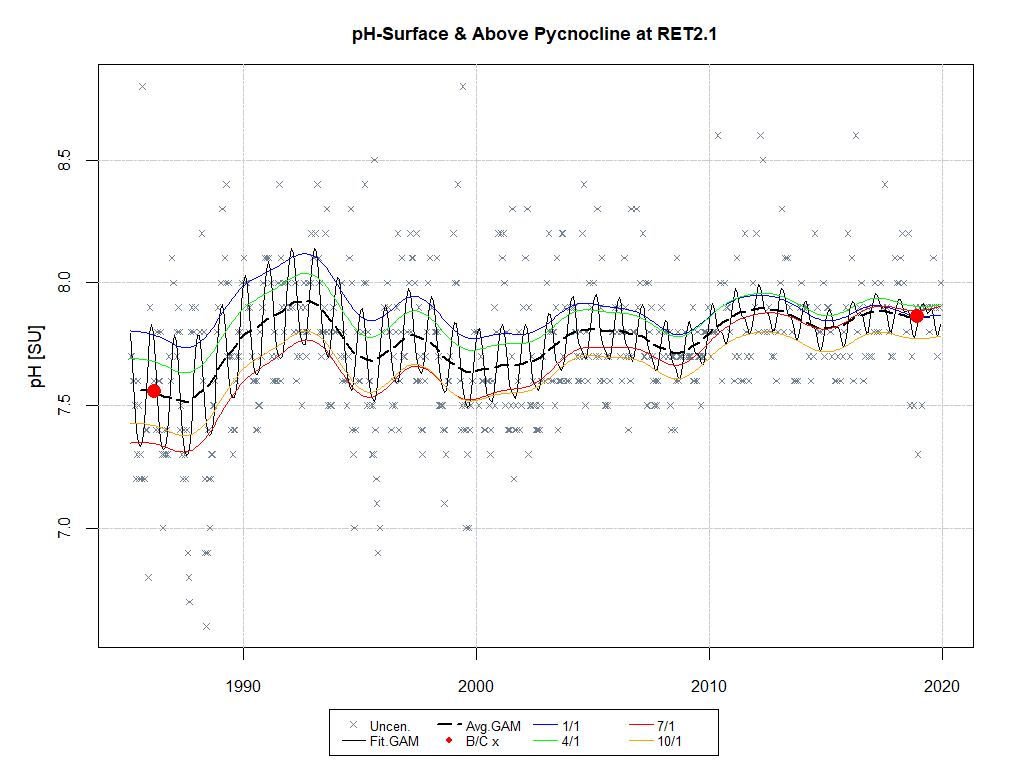 pH-Surface & Above Pycnocline at RET2.1
pH [SU]
8.5
8.0
7.5
7.0
1990
2000
2010
2020
Uncen.
Avg.GAM
1/1
7/1
Fit.GAM
B/C x
4/1
10/1